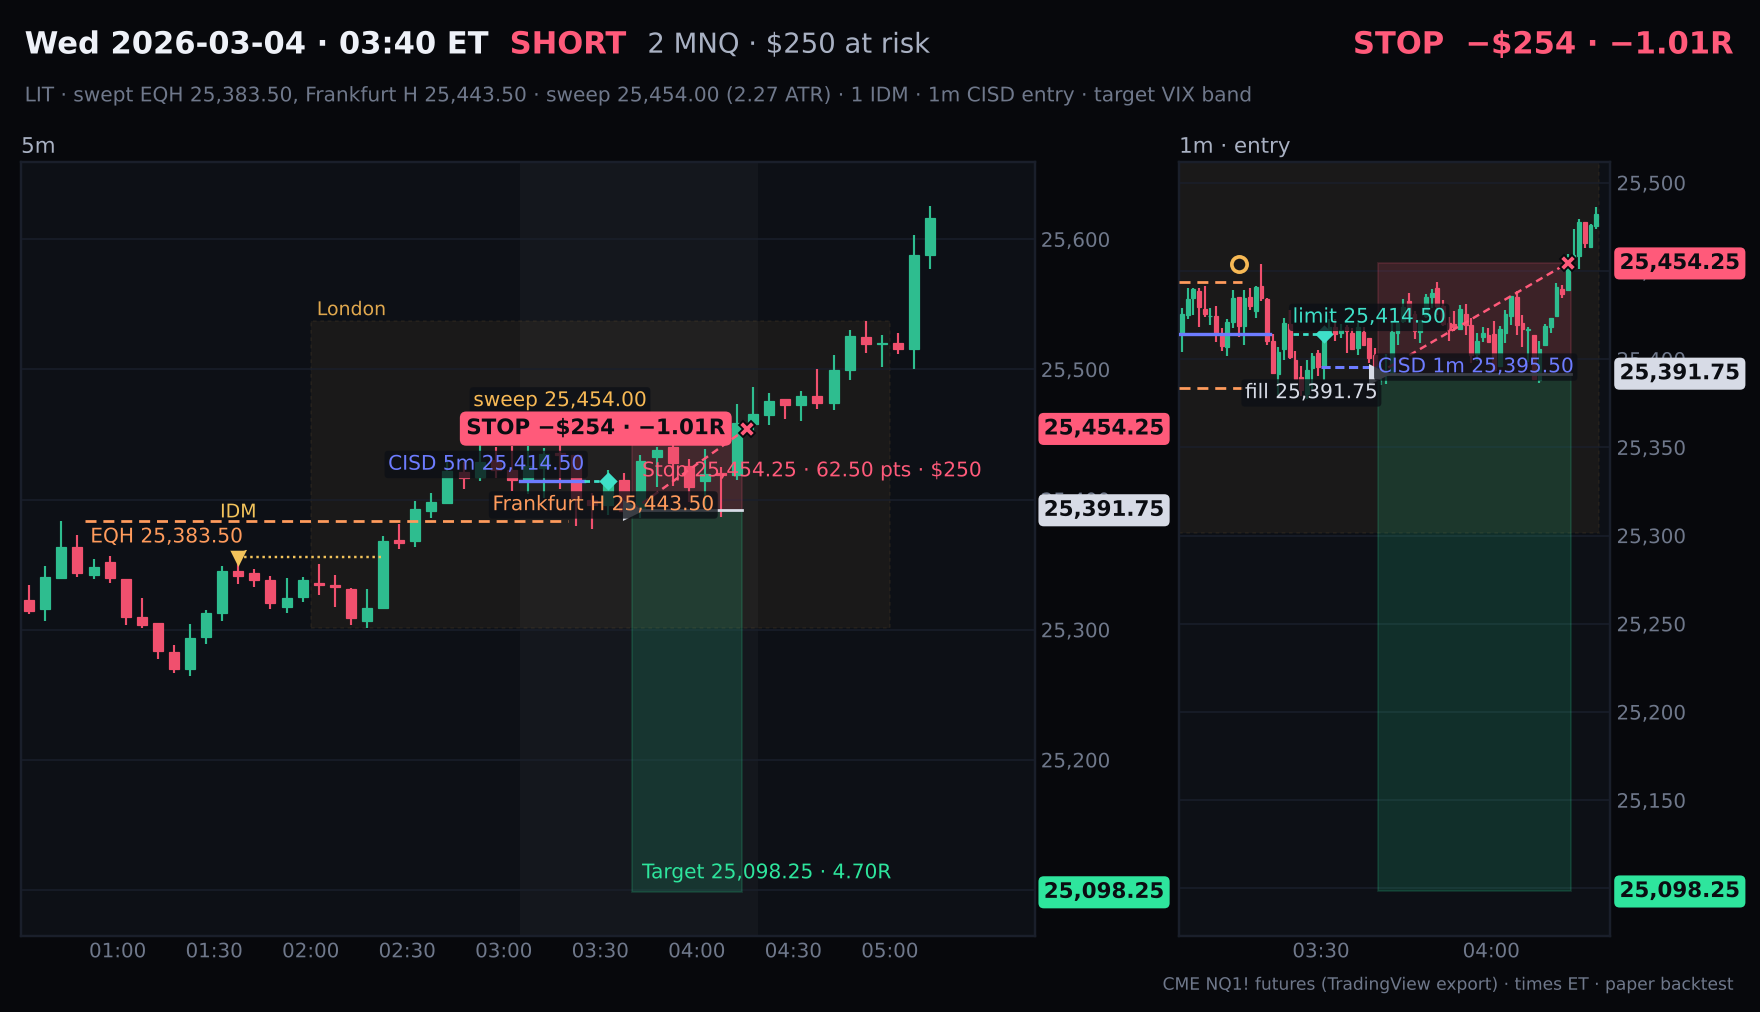 Wed 2026-03-04 · 03:40 ET SHORT 2 MNQ · $250 at risk
STOP −$254 · −1.01R
LIT · swept EQH 25,383.50, Frankfurt H 25,443.50 · sweep 25,454.00 (2.27 ATR) · 1 IDM · 1m CISD entry · target VIX band
5m
London
sweep 25,454.00
STOP −$254 · −1.01R
CISD 5m 25,414.50
Stop 25,454.25 · 62.50 pts · $250
Frankfurt H 25,443.50
IDM
EQH 25,383.50
Target 25,098.25 · 4.70R
25,600
25,500
25,454.25
25,400
25,391.75
25,300
25,200
25,098.25
01:00 01:30 02:00 02:30 03:00 03:30 04:00 04:30 05:00
1m · entry
limit 25,414.50
CISD 1m 25,395.50
fill 25,391.75
25,500
25,454.25
25,400
25,391.75
25,350
25,300
25,250
25,200
25,150
25,098.25
03:30 04:00
CME NQ1! futures (TradingView export) · times ET · paper backtest